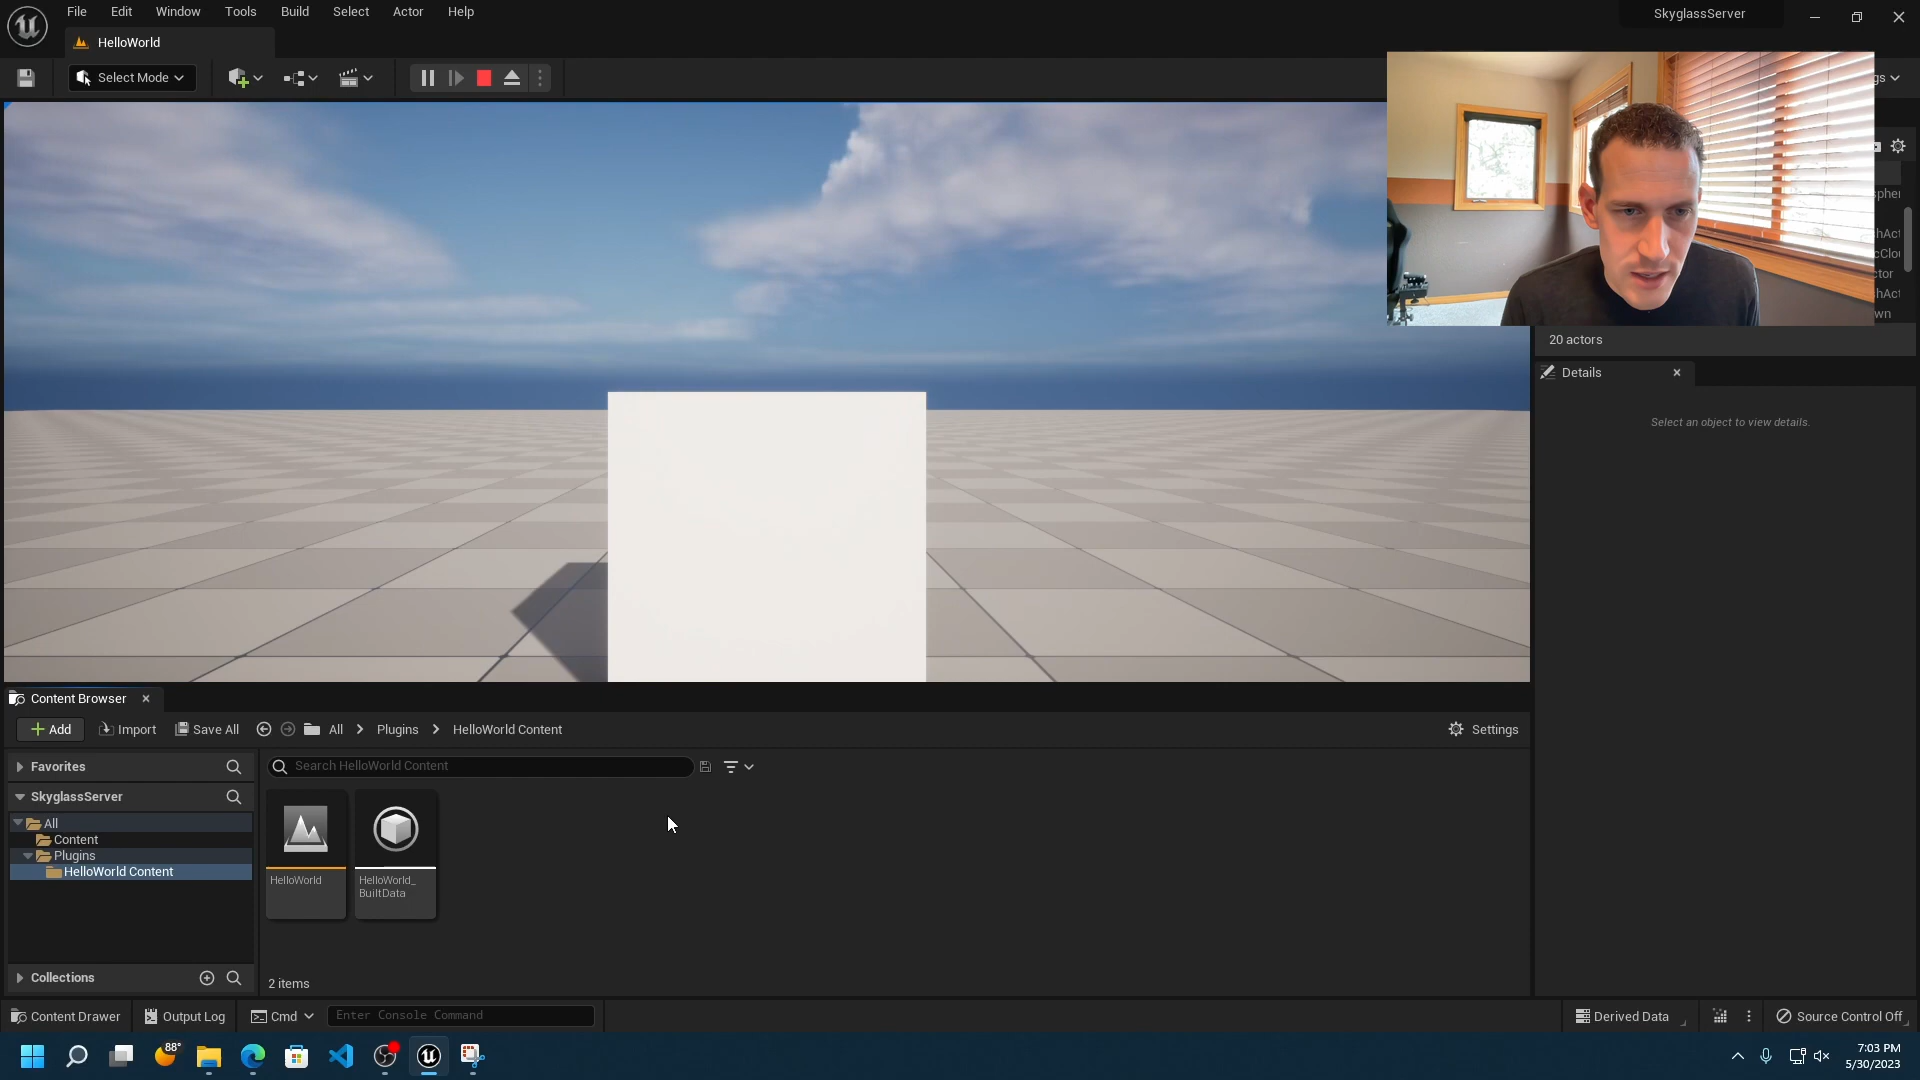 File Edit Window Tools Build Select Actor Help
SkyglassServer
HelloWorld
Select Mode
gs
20 actors
Details
Select an object to view details.
Content Browser
Add Import Save All All Plugins HelloWorld Content Settings
Favorites
Search HelloWorld Content
SkyglassServer
All
Content
Plugins
HelloWorld Content
HelloWorld
HelloWorld_
BuiltData
Collections
2 items
Content Drawer Output Log Cmd Enter Console Command Derived Data Source Control Off
88°
7:03 PM
5/30/2023